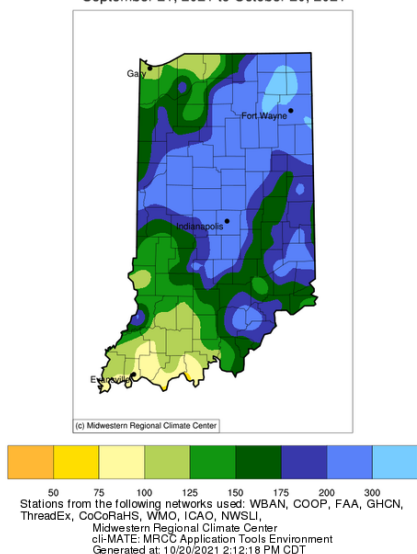 Gary
Fort Wayne
Indianapolis
Evansville
(c) Midwestern Regional Climate Center
50 75 100 125 150 175 200 300
Stations from the following networks used: WBAN, COOP, FAA, GHCN,
ThreadEx, CoCoRaHS, WMO, ICAO, NWSLI,
Midwestern Regional Climate Center
cli-MATE: MRCC Application Tools Environment
Generated at: 10/20/2021 2:12:18 PM CDT